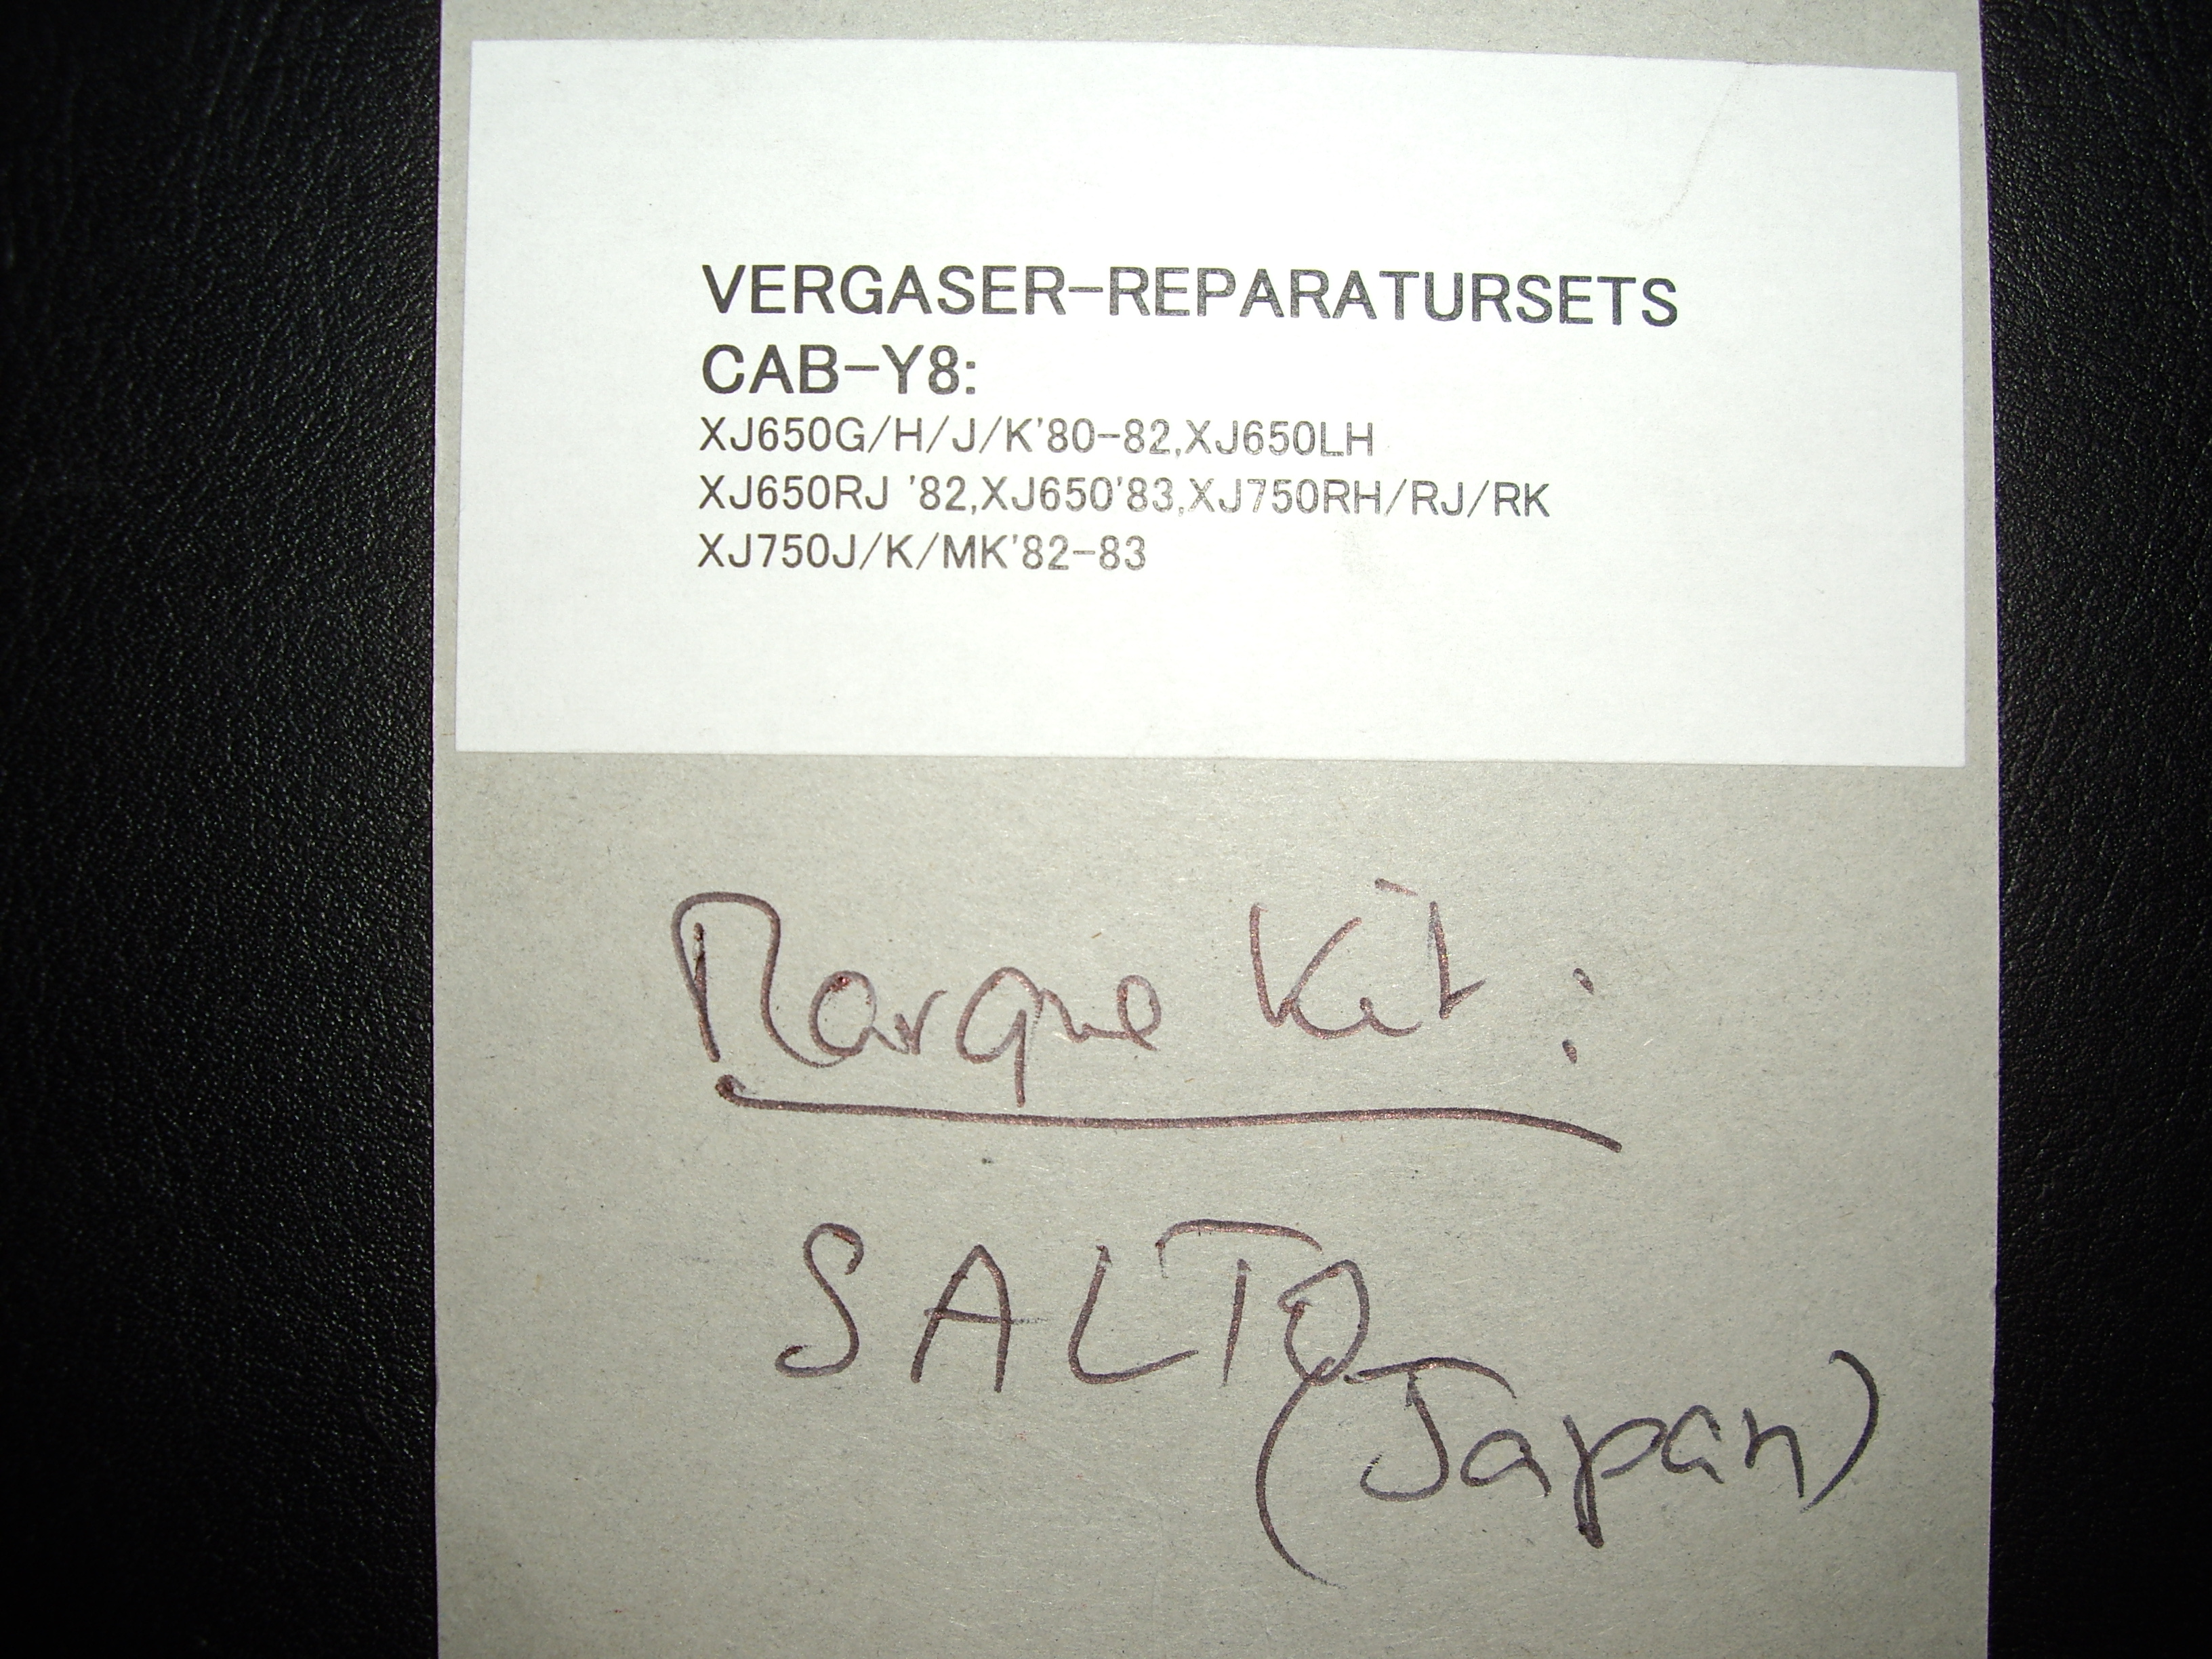 VERGASER-REPARATURSETS
CAB-Y8:
XJ650G/H/J/K'80-82,XJ650LH
XJ650RJ '82,XJ650'83,XJ750RH/RJ/RK
XJ750J/K/MK'82-83
Marque Kit :
SALTO
(Japan)